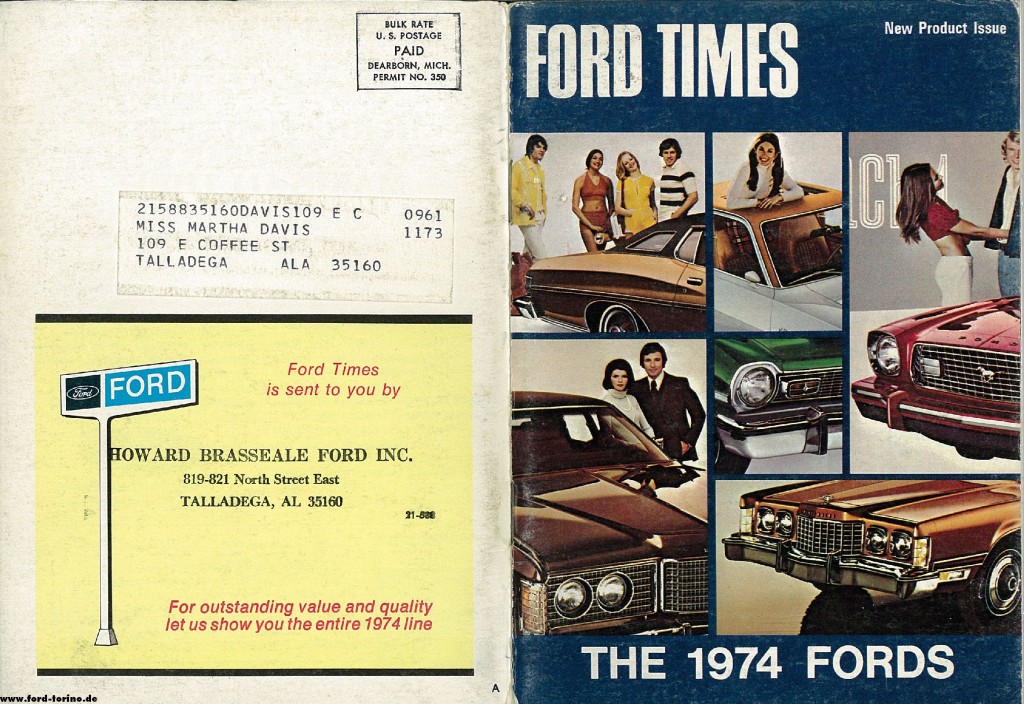 BULK RATE
U. S. POSTAGE
PAID
DEARBORN, MICH.
PERMIT NO. 350
2158835160DAVIS109 E C 0961
MISS MARTHA DAVIS 1173
109 E COFFEE ST
TALLADEGA ALA 35160
Ford
FORD
Ford Times
is sent to you by
HOWARD BRASSEALE FORD INC.
819-821 North Street East
TALLADEGA, AL 35160
For outstanding value and quality
let us show you the entire 1974 line
A
www.ford-torino.de
FORD TIMES
New Product Issue
THE 1974 FORDS